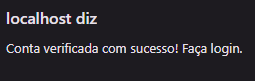 localhost diz
Conta verificada com sucesso! Faça login.